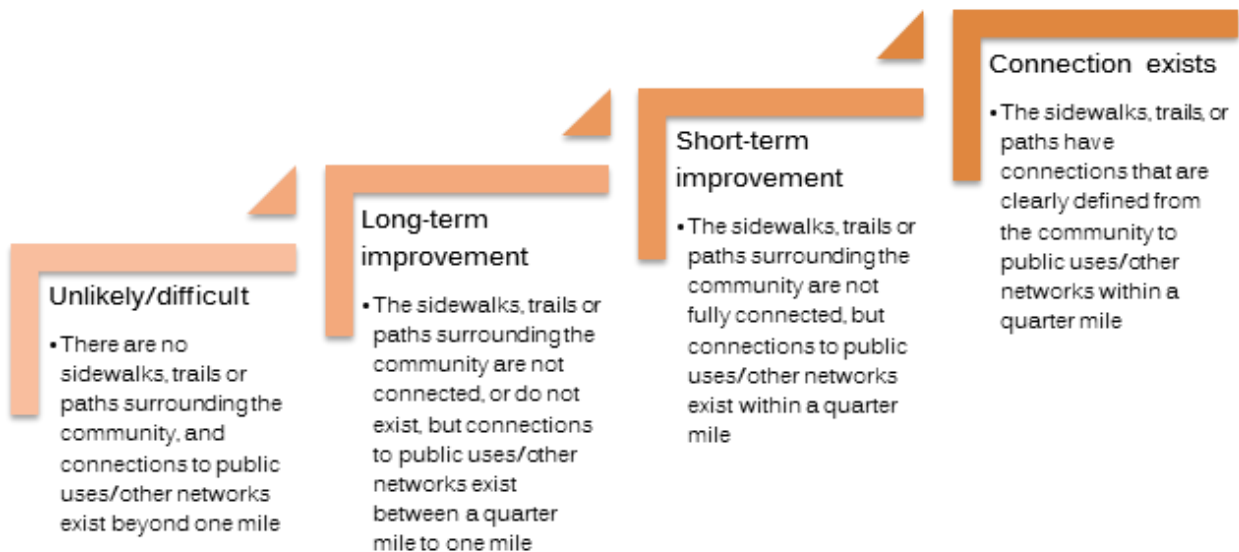 Unlikely/difficult
•There are no
sidewalks, trails or
paths surrounding the
community, and
connections to public
uses/other networks
exist beyond one mile
Long-term
improvement
•The sidewalks, trails or
paths surrounding the
community are not
connected, or do not
exist, but connections
to public uses/other
networks exist
between a quarter
mile to one mile
Short-term
improvement
•The sidewalks, trails or
paths surrounding the
community are not
fully connected, but
connections to public
uses/other networks
exist within a quarter
mile
Connection exists
•The sidewalks, trails, or
paths have
connections that are
clearly defined from
the community to
public uses/other
networks within a
quarter mile